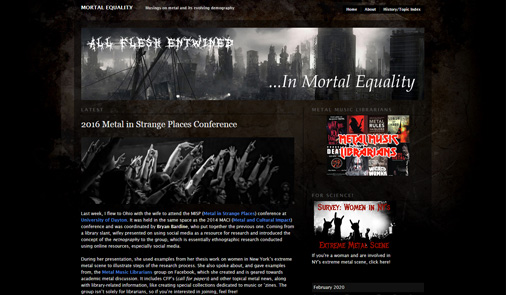 MORTAL EQUALITY
Musings on metal and its evolving demography
Home About History/Topic Index
ALL FLESH ENTWINED
...In Mortal Equality
LATEST
2016 Metal in Strange Places Conference
Last week, I flew to Ohio with the wife to attend the MiSP (Metal in Strange Places) conference at
University of Dayton. It was held in the same space as the 2014 MACI (Metal and Cultural Impact)
conference and was coordinated by Bryan Bardine, who put together the previous one. Coming from
a library slant, wifey presented on using social media as a resource for research and introduced the
concept of the netnography to the group, which is essentially ethnographic research conducted
using online resources, especially social media.
During her presentation, she used examples from her thesis work on women in New York's extreme
metal scene to illustrate steps of the research process. She also spoke about, and gave examples
from, the Metal Music Librarians group on Facebook, which she created and is geared towards
academic metal discussion. It includes CFP's (call for papers) and other topical metal news, along
with library-related information, like creating special collections dedicated to music or 'zines. The
group isn't solely for librarians, so if you're interested in joining, feel free!
METAL MUSIC LIBRARIANS
METAL MUSIC
LIBRARIANS
FOR SCIENCE!
SURVEY: WOMEN IN NY'S
EXTREME METAL SCENE
If you're a woman and are involved in
NY's extreme metal scene, click here!
February 2020